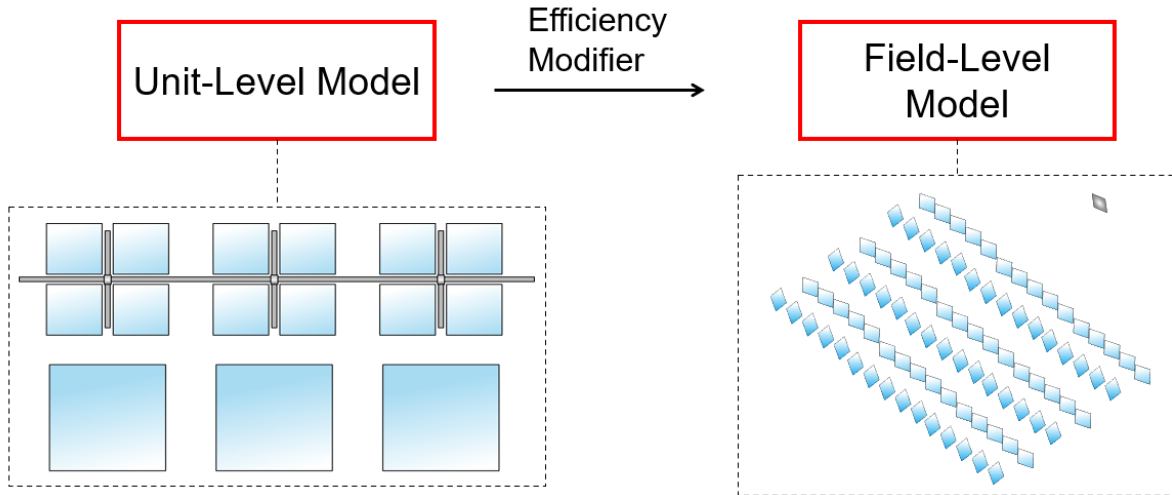 Unit-Level Model
Efficiency
Modifier
Field-Level
Model